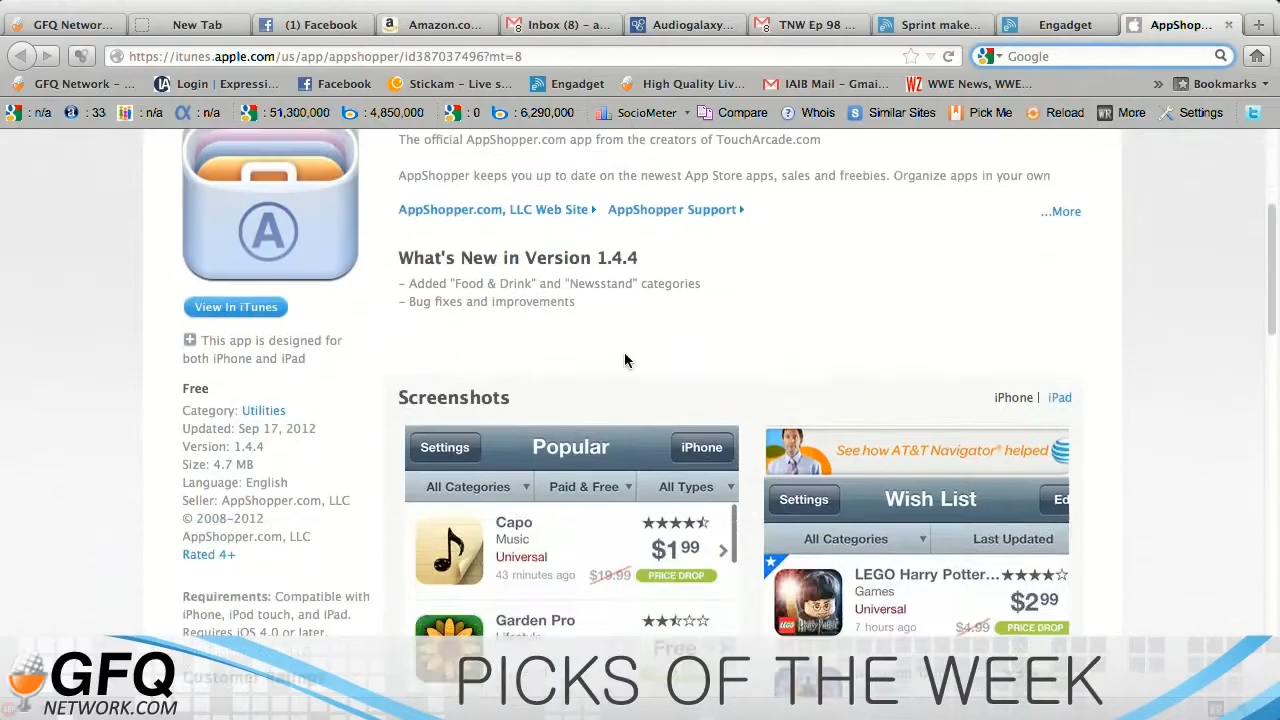 GFQ Networ...
New Tab
(1) Facebook
Amazon.co...
Inbox (8) – a...
Audiogalaxy...
TNW Ep 98 ...
Sprint make...
Engadget
AppShop...
https://itunes.apple.com/us/app/appshopper/id387037496?mt=8
Google
GFQ Network – ...
Login | Expressi...
Facebook
Stickam – Live s...
Engadget
High Quality Liv...
IAIB Mail – Gmai...
WWE News, WWE...
Bookmarks
: n/a
: 33
: n/a
: n/a
: 51,300,000
: 4,850,000
: 0
: 6,290000
SocioMeter
Compare
Whois
Similar Sites
Pick Me
Reload
More
Settings
The official AppShopper.com app from the creators of TouchArcade.com
AppShopper keeps you up to date on the newest App Store apps, sales and freebies. Organize apps in your own
AppShopper.com, LLC Web Site
AppShopper Support
...More
What's New in Version 1.4.4
– Added "Food & Drink" and "Newsstand" categories
– Bug fixes and improvements
A
View In iTunes
This app is designed for
both iPhone and iPad
Free
Category: Utilities
Updated: Sep 17, 2012
Version: 1.4.4
Size: 4.7 MB
Language: English
Seller: AppShopper.com, LLC
© 2008–2012
AppShopper.com, LLC
Rated 4+
Requirements: Compatible with
iPhone, iPod touch, and iPad.
Requires iOS 4.0 or later.
Customer Ratings
Screenshots
iPhone |
iPad
Settings
Popular
iPhone
All Categories
Paid & Free
All Types
Capo
Music
Universal
43 minutes ago
$1.99
$19.99
PRICE DROP
Garden Pro
Lifestyle
Free
See how AT&T Navigator® helped
Settings
Wish List
Ed
All Categories
Last Updated
LEGO Harry Potter...
Games
Universal
7 hours ago
$2.99
$4.99
PRICE DROP
LEGO
GFQ
NETWORK.COM
PICKS OF THE WEEK